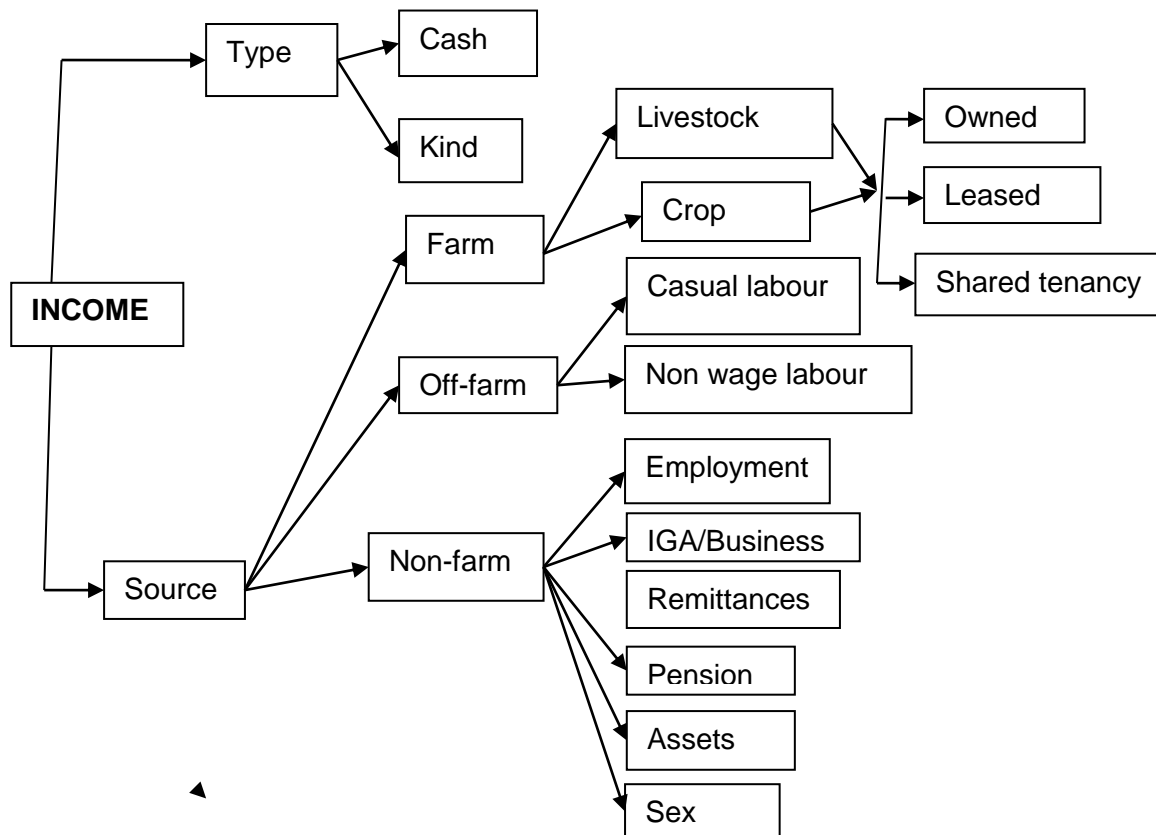 Type
Cash
Kind
Livestock
Owned
Leased
Crop
Farm
Shared tenancy
INCOME
Casual labour
Off-farm
Non wage labour
Employment
IGA/Business
Non-farm
Source
Remittances
Pension
Assets
Sex